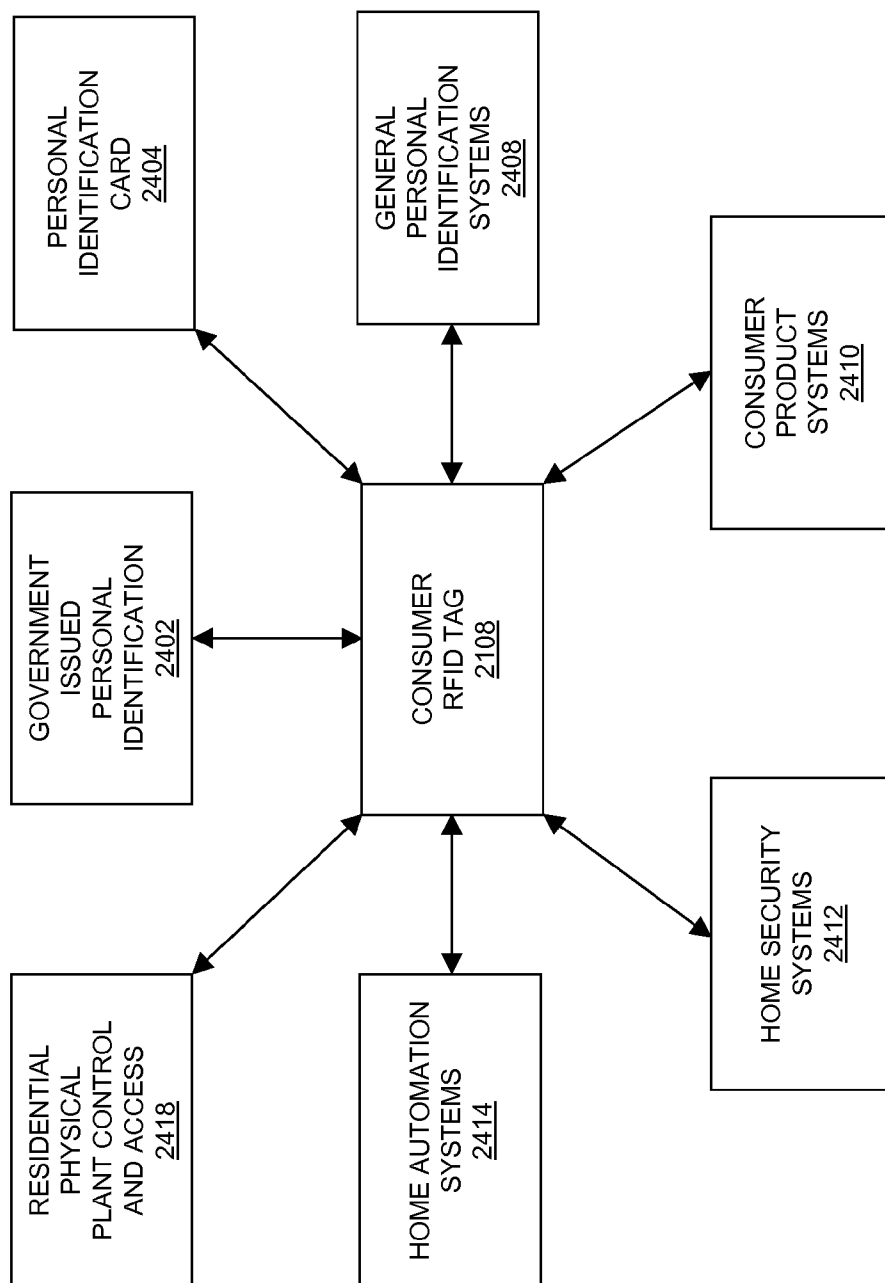 RESIDENTIAL
PHYSICAL
PLANT CONTROL
AND ACCESS
2418
GOVERNMENT
ISSUED
PERSONAL
IDENTIFICATION
2402
PERSONAL
IDENTIFICATION
CARD
2404
HOME AUTOMATION
SYSTEMS
2414
CONSUMER
RFID TAG
2108
GENERAL
PERSONAL
IDENTIFICATION
SYSTEMS
2408
HOME SECURITY
SYSTEMS
2412
CONSUMER
PRODUCT
SYSTEMS
2410